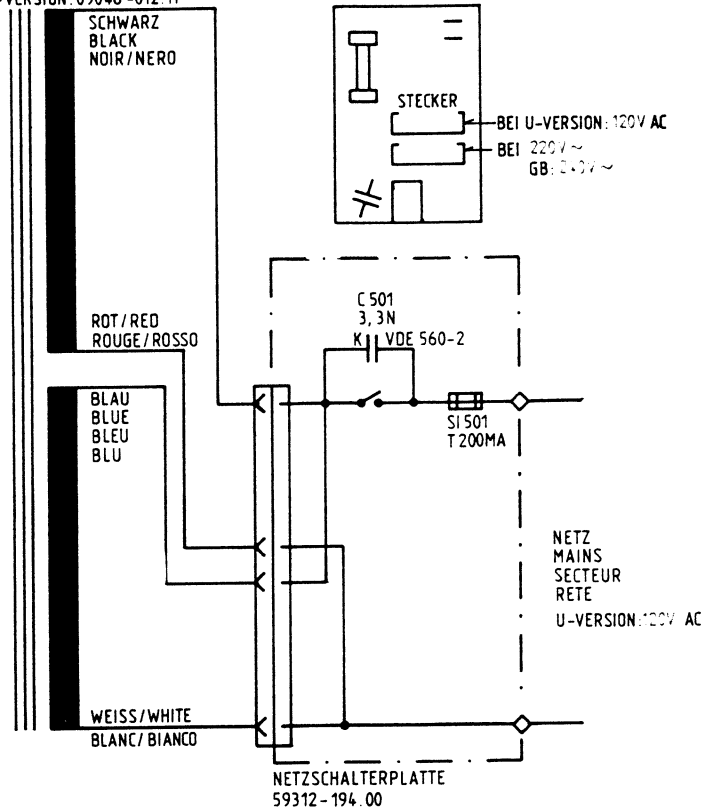 SCHWARZ
BLACK
NOIR/NERO
STECKER
BEI U-VERSION: 120V AC
BEI 220V ~
GB: 240V ~
C 501
3,3N
K VDE 560-2
ROT/RED
ROUGE/ROSSO
BLAU
BLUE
BLEU
BLU
SI 501
T 200MA
NETZ
MAINS
SECTEUR
RETE
U-VERSION: 120V AC
WEISS/WHITE
BLANC/BIANCO
NETZSCHALTERPLATTE
59312-194.00